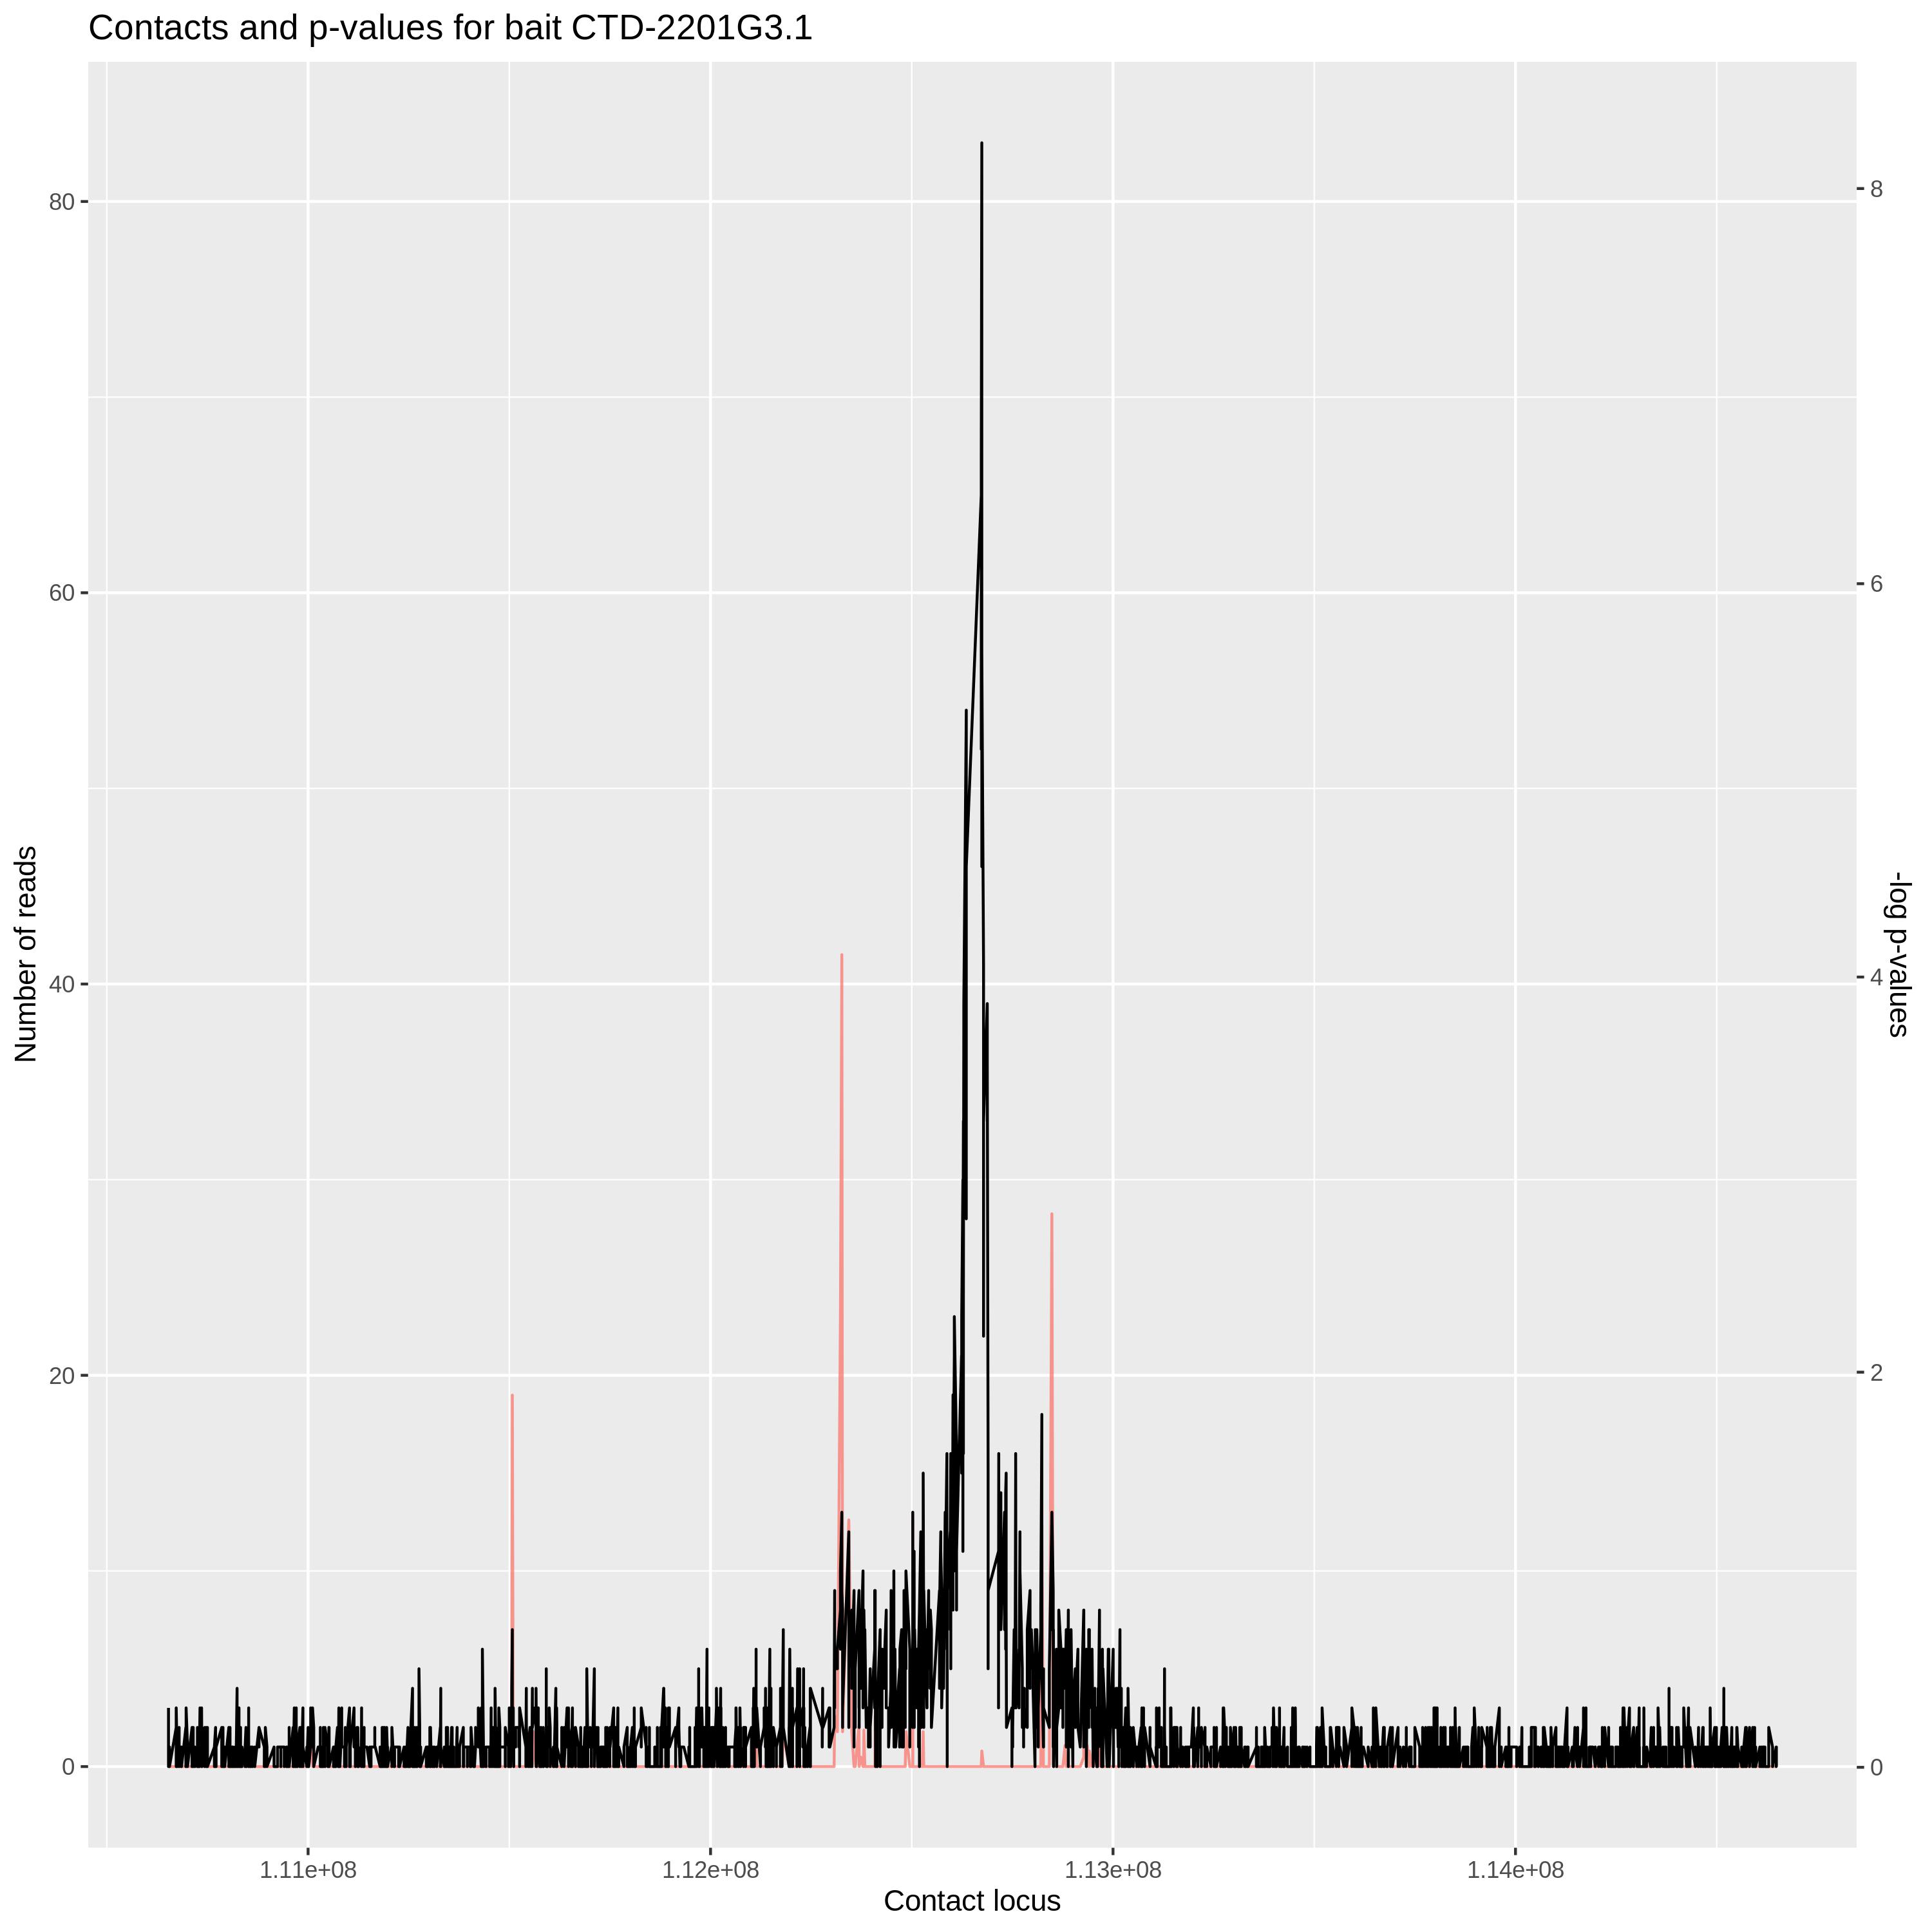 Contacts and p-values for bait CTD-2201G3.1
80
60
40
20
0
8
6
4
2
0
Number of reads
-log p-values
1.11e+08
1.12e+08
1.13e+08
1.14e+08
Contact locus